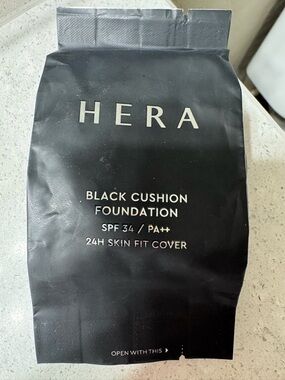 HERA
BLACK CUSHION
FOUNDATION
SPF 34 / PA++
24H SKIN FIT COVER
OPEN WITH THIS